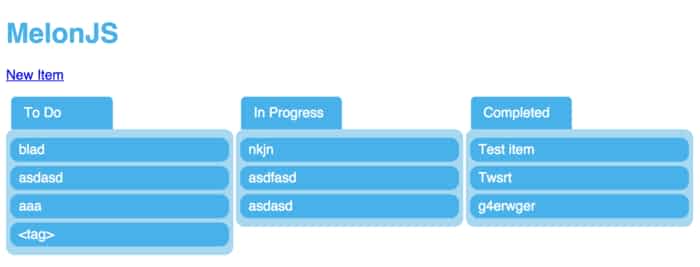 MelonJS
New Item
To Do
blad
asdasd
aaa
<tag>
In Progress
nkjn
asdfasd
asdasd
Completed
Test item
Twsrt
g4erwger